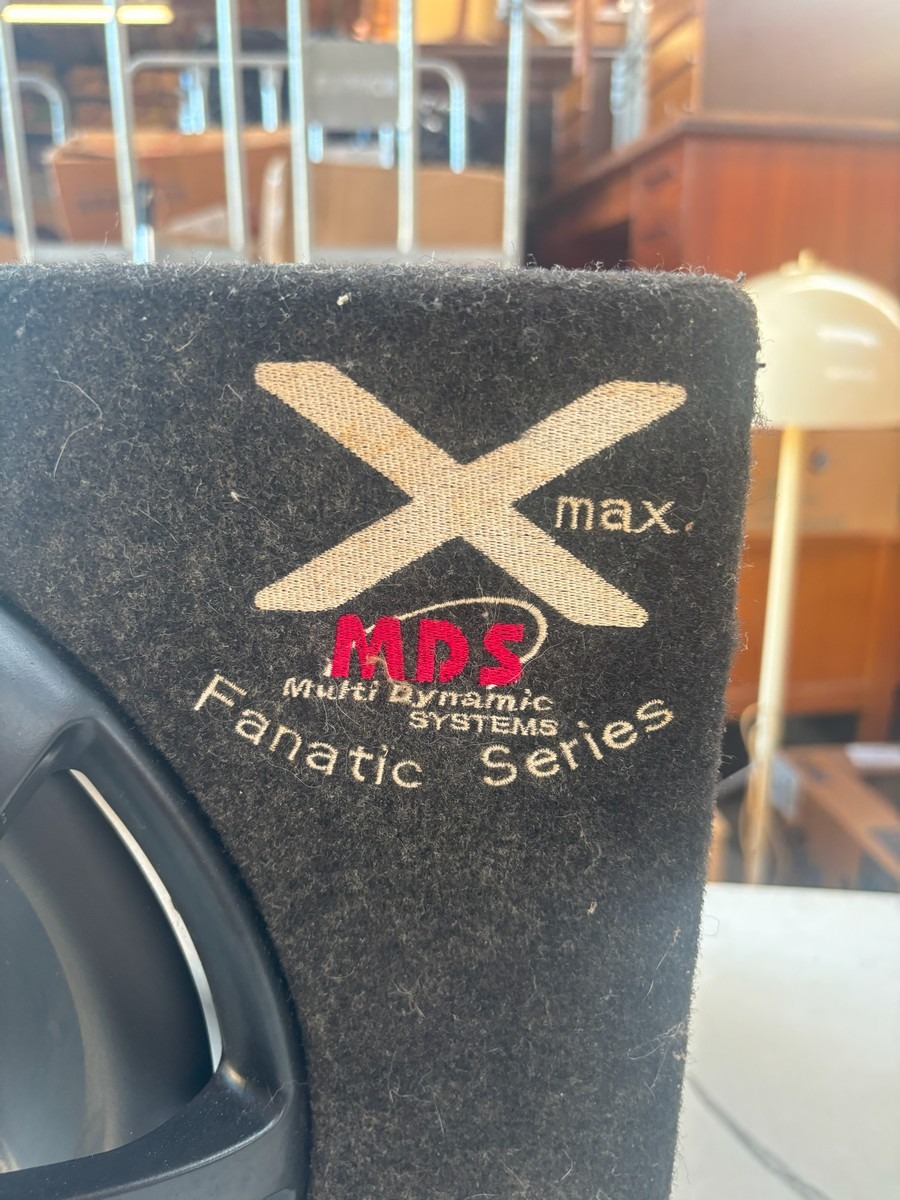 X max.
MDS
Multi Dynamic
SYSTEMS
Fanatic Series